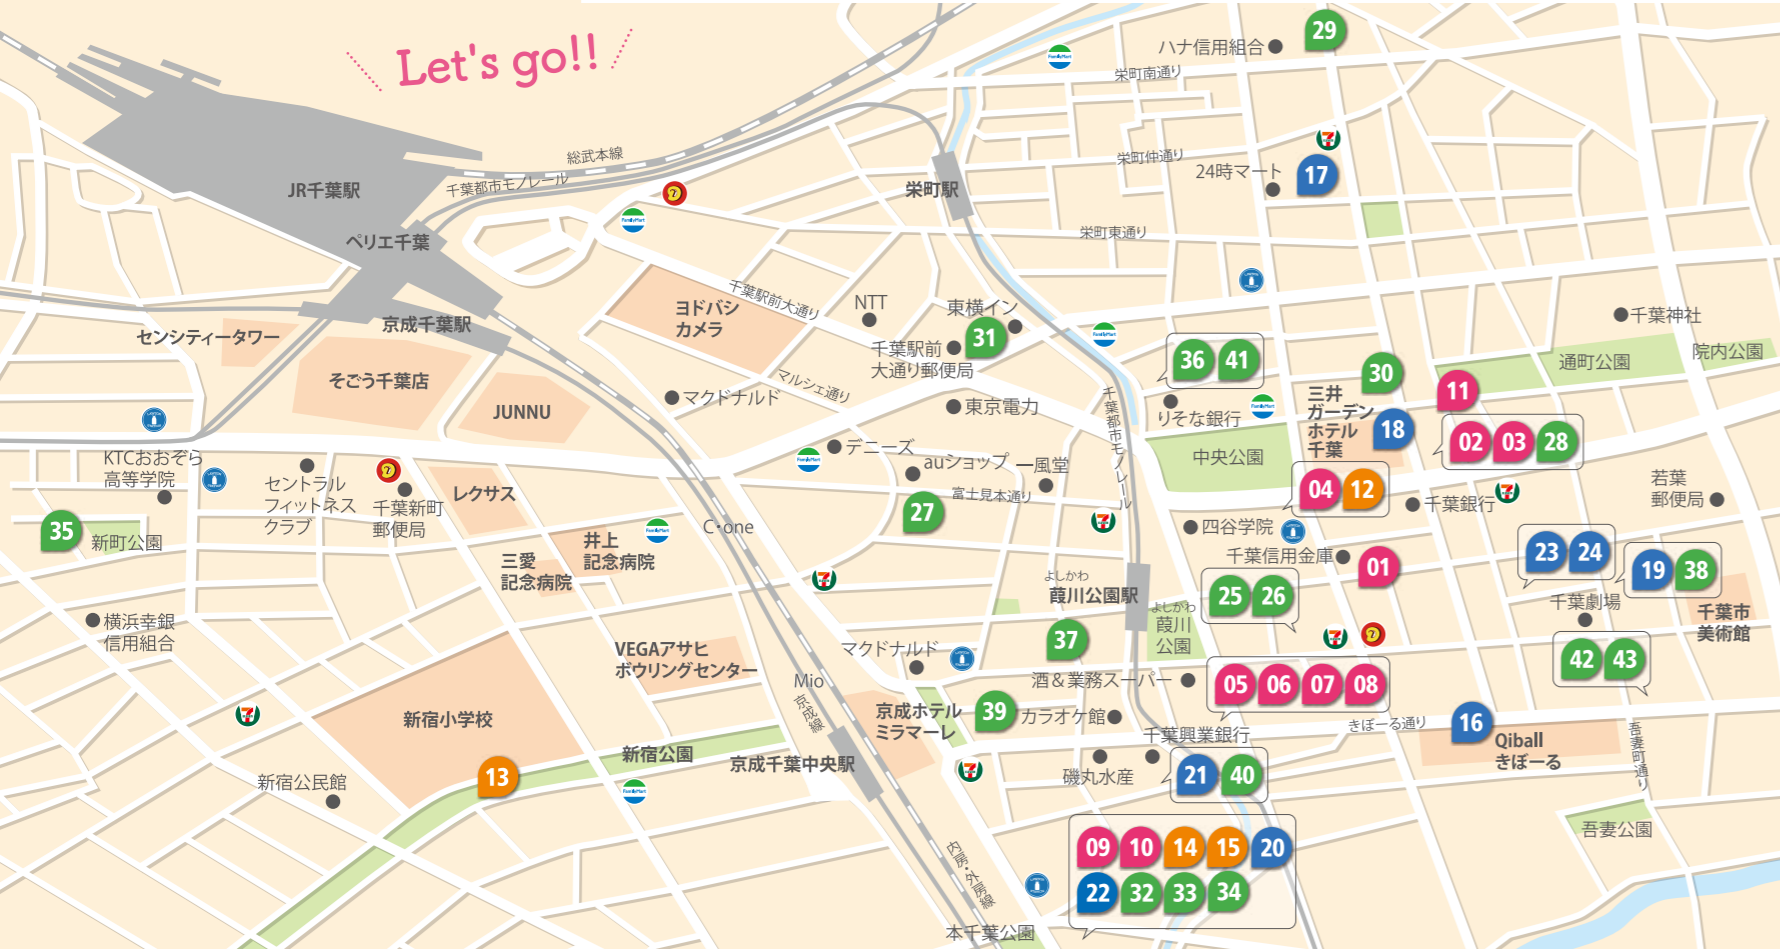 Let's go!!
ハナ信用組合
29
FamilyMart
栄町南通り
総武本線
栄町仲通り
24時マート
17
JR千葉駅
千葉都市モノレール
栄町駅
FamilyMart
ペリエ千葉
栄町東通り
千葉駅前大通り
ヨドバシ
カメラ
NTT
東横イン
31
千葉駅前
大通り郵便局
京成千葉駅
センシティータワー
千葉神社
FamilyMart
36
41
30
通町公園
院内公園
そごう千葉店
JUNNU
マクドナルド
マルシェ通り
東京電力
千葉都市モノレール
りそな銀行
FamilyMart
三井
ガーデン
ホテル
千葉
18
11
02
03
28
KTCおおぞら
高等学院
セントラル
フィットネス
クラブ
千葉新町
郵便局
レクサス
デニーズ
FamilyMart
auショップ
一風堂
富士見本通り
27
中央公園
04
12
千葉銀行
若葉
郵便局
35
新町公園
C・one
FamilyMart
四谷学院
千葉信用金庫
01
23
24
19
38
三愛
記念病院
井上
記念病院
よしかわ
葭川公園駅
よしかわ
葭川
公園
25
26
千葉劇場
千葉市
美術館
横浜幸銀
信用組合
37
42
43
VEGAアサヒ
ボウリングセンター
マクドナルド
酒＆業務スーパー
05
06
07
08
Mio
京成線
新宿小学校
京成ホテル
ミラマーレ
39
カラオケ館
きぼーる通り
16
Qiball
きぼーる
吾妻町通り
新宿公園
京成千葉中央駅
千葉興業銀行
磯丸水産
21
40
新宿公民館
13
FamilyMart
吾妻公園
09
10
14
15
20
22
32
33
34
内房・外房線
本千葉公園